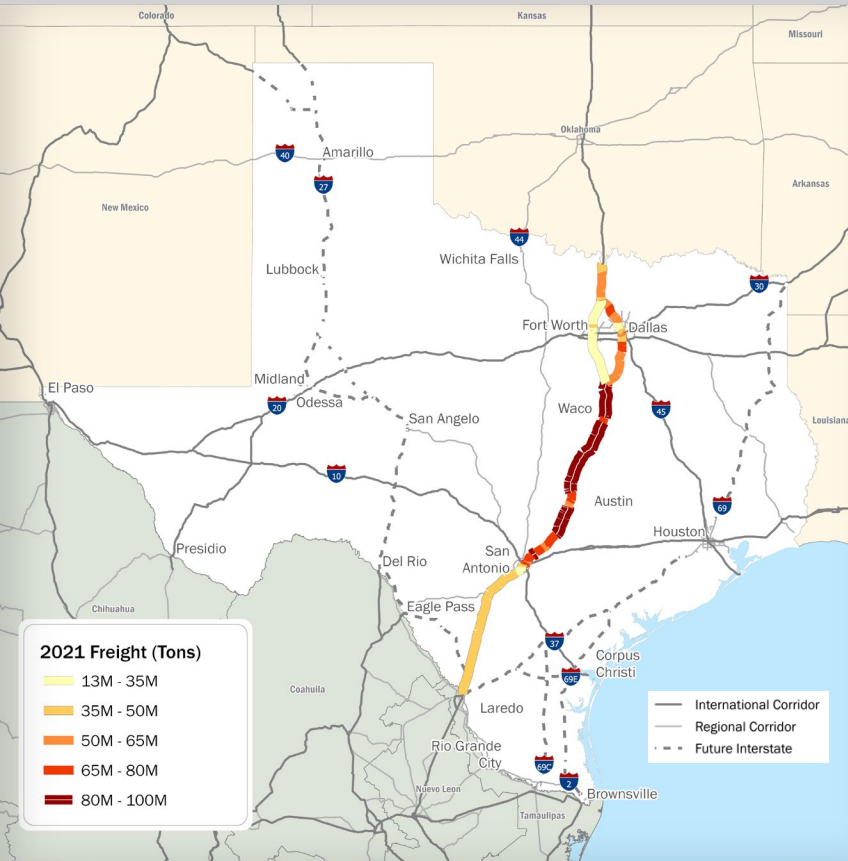 Colorado
Kansas
Missouri
Oklahoma
40
Amarillo
27
Arkansas
New Mexico
44
Wichita Falls
Lubbock
30
Fort Worth
Dallas
Midland
El Paso
20
Odessa
Waco
45
San Angelo
Louisiana
10
Austin
69
Houston
Presidio
San
Antonio
Del Rio
Eagle Pass
Chihuahua
37
2021 Freight (Tons)
13M - 35M
35M - 50M
50M - 65M
65M - 80M
80M - 100M
Corpus
Christi
69E
Coahuila
Laredo
International Corridor
Regional Corridor
Future Interstate
Rio Grande
City
69C
2
Nuevo Leon
Brownsville
Tamaulipas